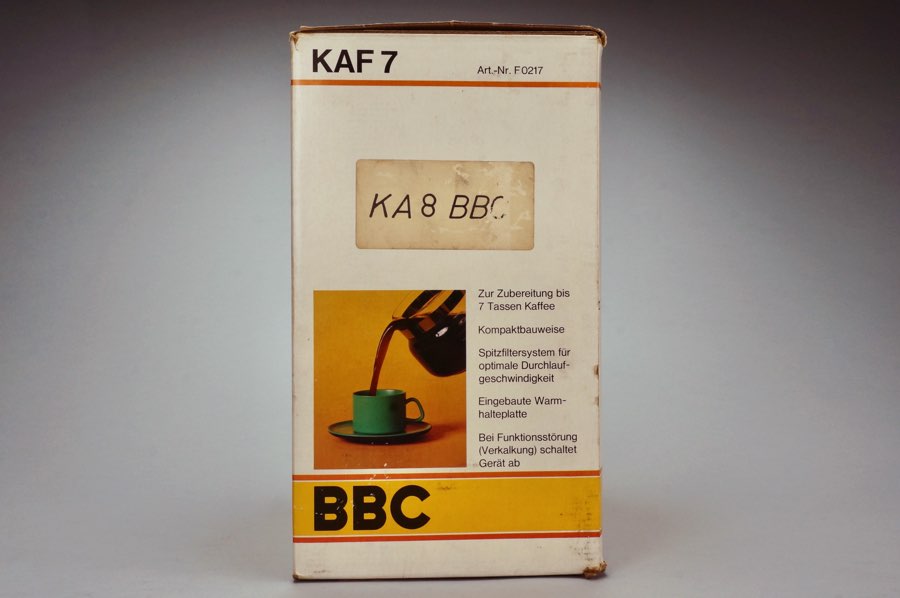 KAF 7
Art.-Nr. F0217
KA 8 BBC
Zur Zubereitung bis
7 Tassen Kaffee
Kompaktbauweise
Spitzfiltersystem für
optimale Durchlauf-
geschwindigkeit
Eingebaute Warm-
halteplatte
Bei Funktionsstörung
(Verkalkung) schaltet
Gerät ab
BBC